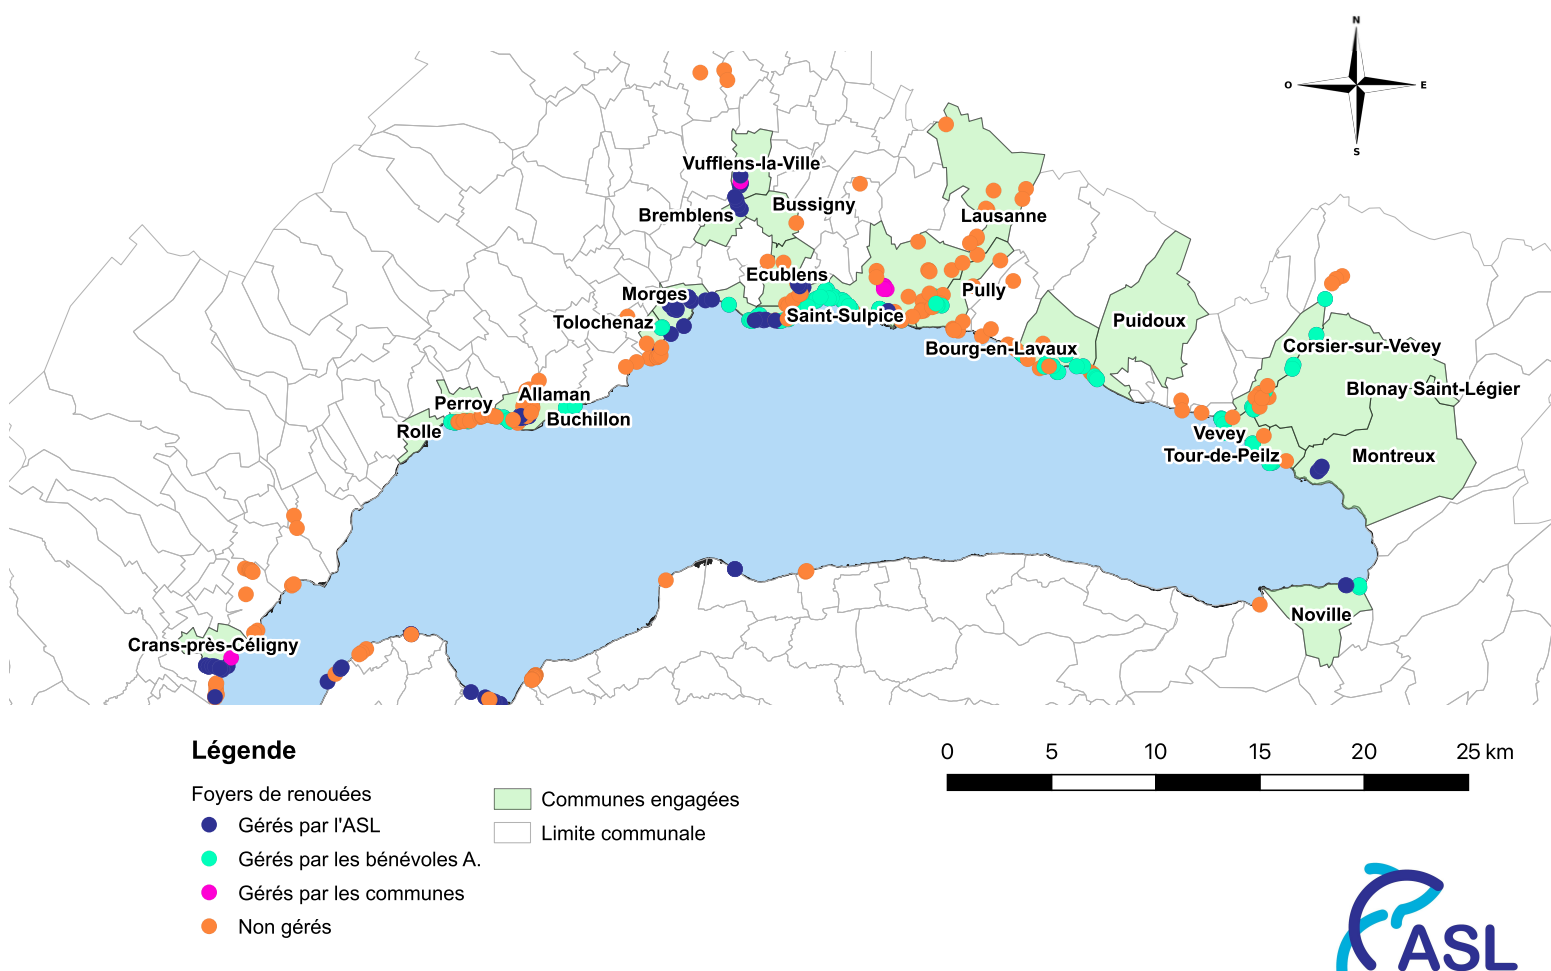 N
O
E
S
Vufflens-la-Ville
Bussigny
Bremblens
Lausanne
Ecublens
Morges
Pully
Tolochenaz
Saint-Sulpice
Puidoux
Bourg-en-Lavaux
Corsier-sur-Vevey
Blonay Saint-Légier
Allaman
Perroy
Buchillon
Rolle
Vevey
Tour-de-Peilz
Montreux
Noville
Crans-près-Céligny
Légende
Foyers de renouées
Gérés par l'ASL
Gérés par les bénévoles A.
Gérés par les communes
Non gérés
Communes engagées
Limite communale
0 5 10 15 20 25 km
ASL